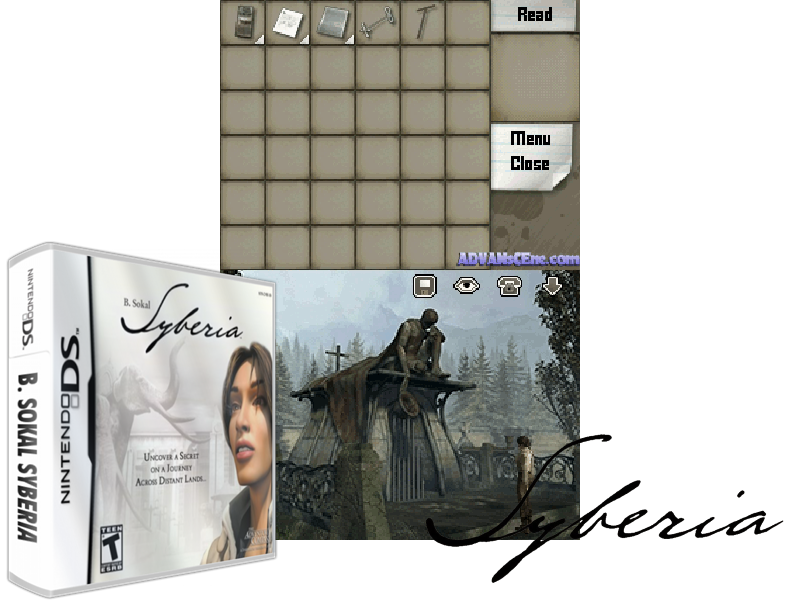 Read
Menu
Close
ADVANsCEne.com
NINTENDO DS
B. SOKAL SYBERIA
NINTENDO DS
B. Sokal
Syberia
UNCOVER A SECRET
ON A JOURNEY
ACROSS DISTANT LANDS...
TEEN
T
ESRB
Syberia